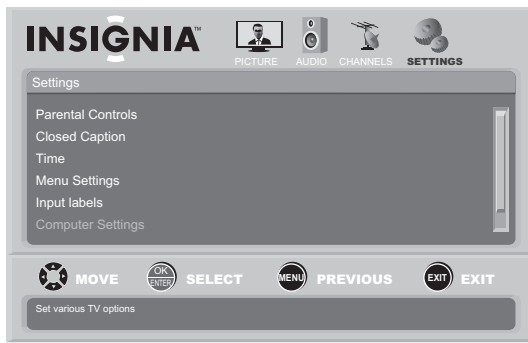 INSIGNIA™
PICTURE AUDIO CHANNELS SETTINGS
Settings
Parental Controls
Closed Caption
Time
Menu Settings
Input labels
Computer Settings
MOVE OK ENTER SELECT MENU PREVIOUS EXIT EXIT
Set various TV options